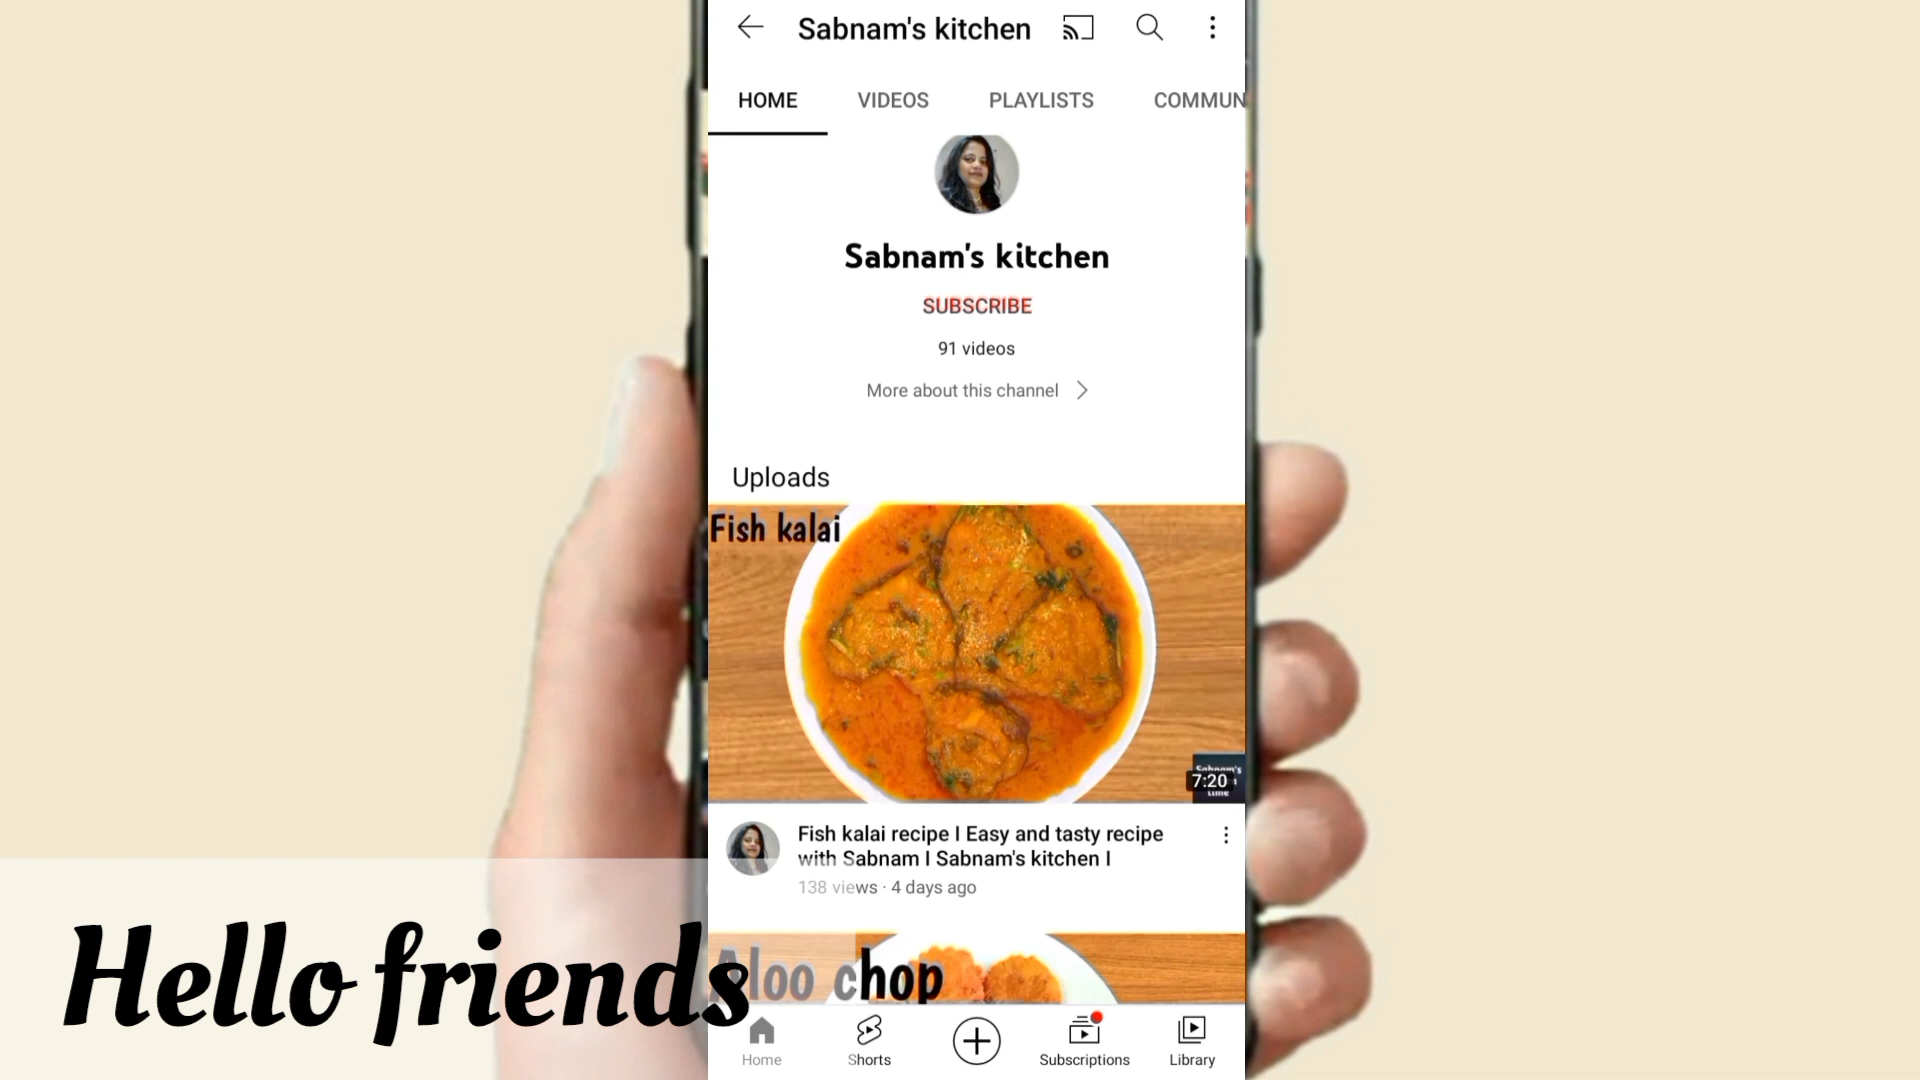 Sabnam's kitchen
HOME VIDEOS PLAYLISTS COMMUN
Sabnam's kitchen
SUBSCRIBE
91 videos
More about this channel
Uploads
Fish kalai
Sabnam's
time
7:20
Fish kalai recipe I Easy and tasty recipe
with Sabnam I Sabnam's kitchen I
138 views · 4 days ago
Aloo chop
Hello friends
Home Shorts Subscriptions Library